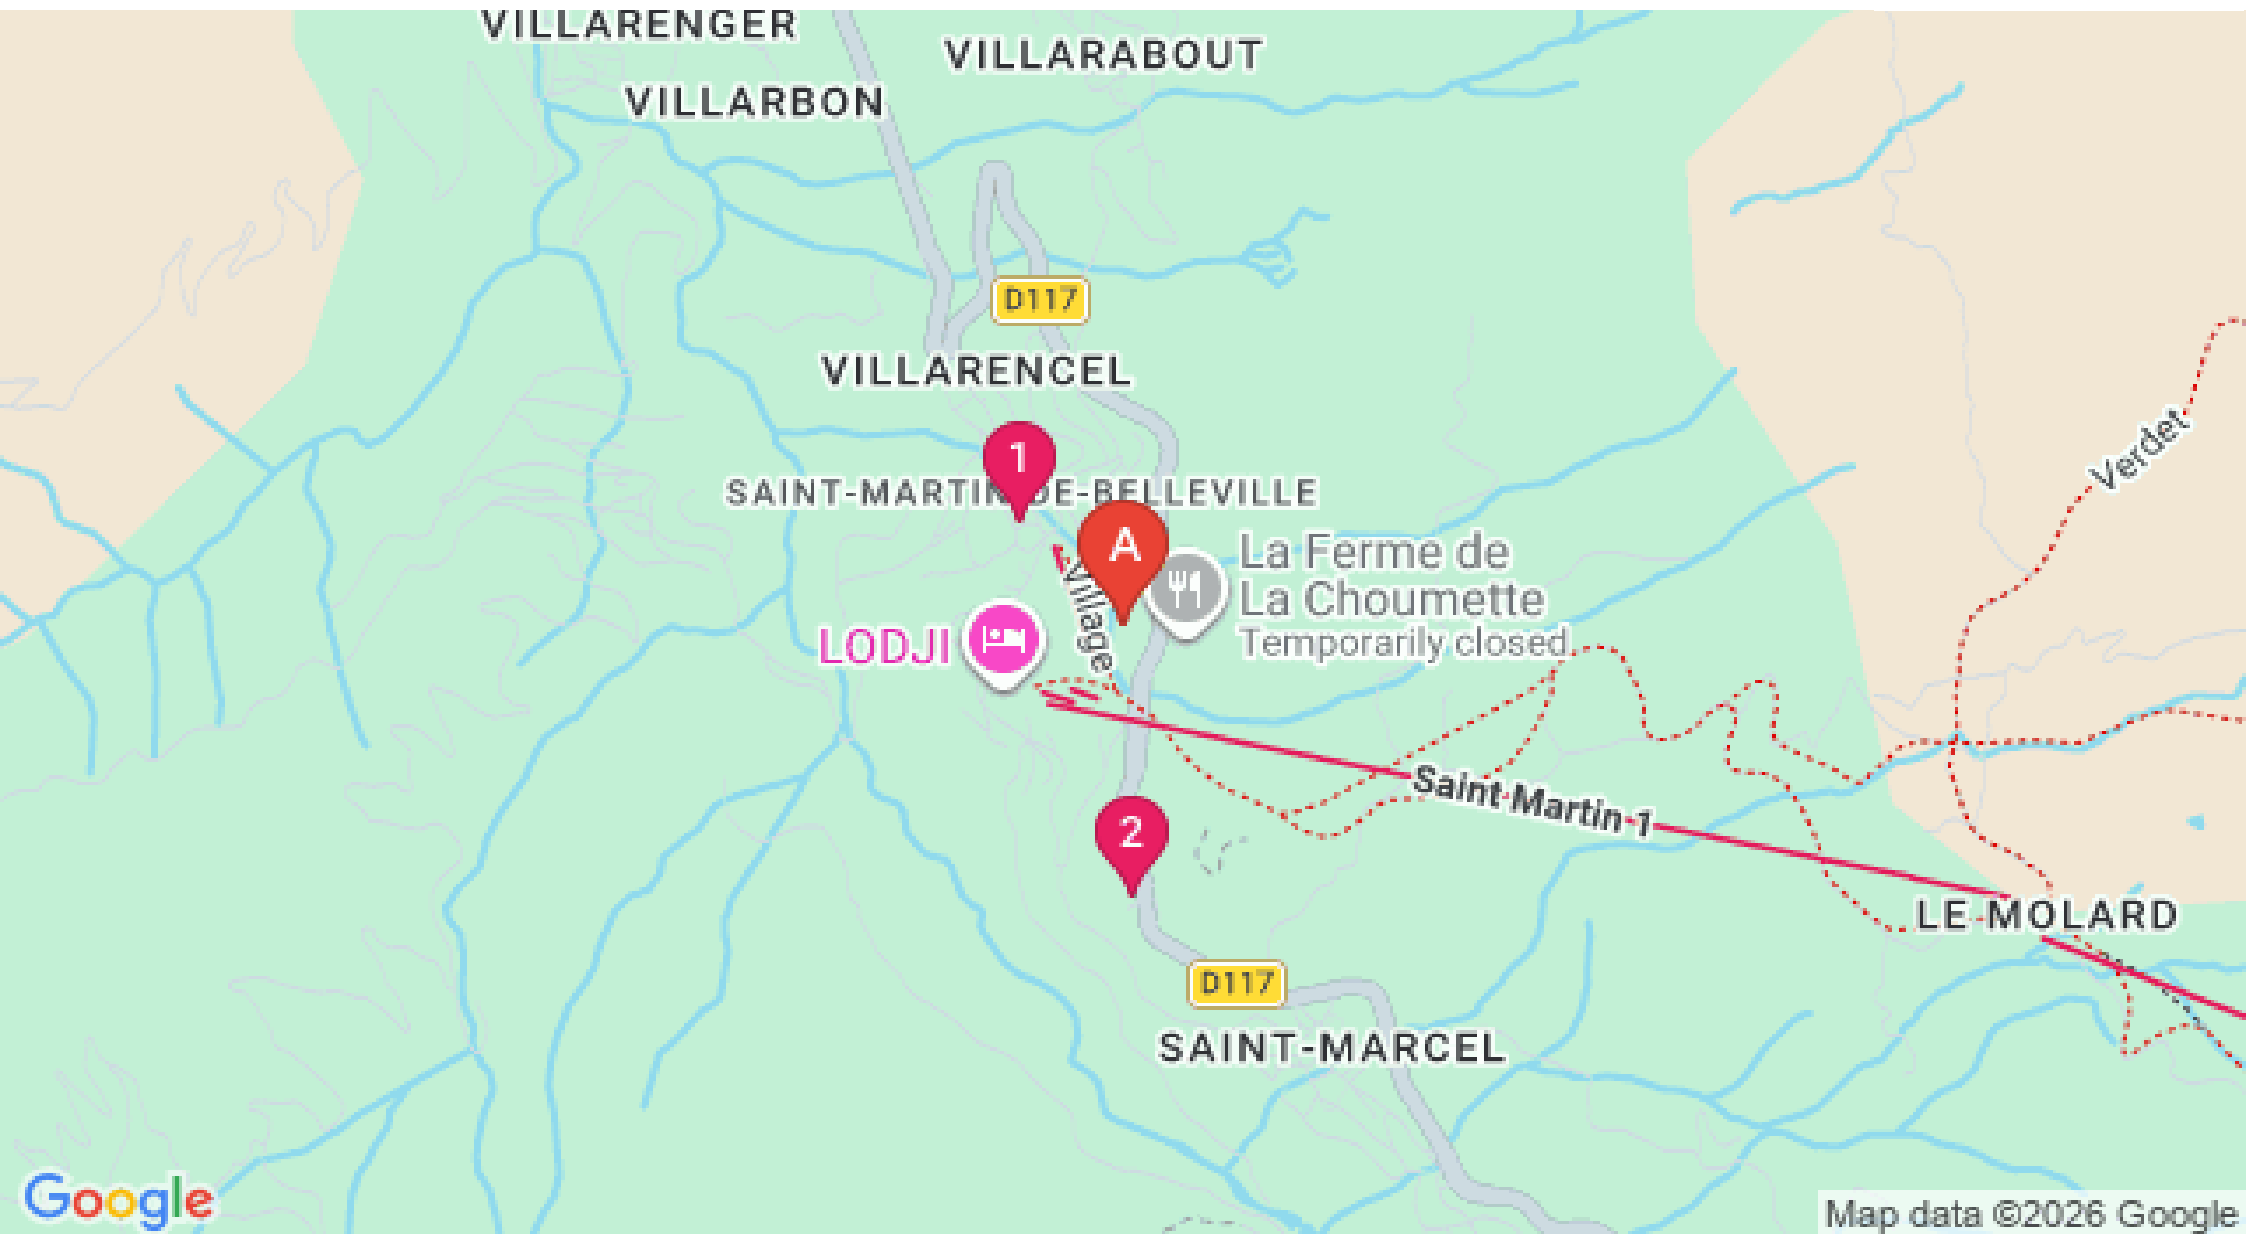 VILLARENGER
VILLARABOUT
VILLARBON
D117
VILLARENCEL
1
SAINT-MARTIN-DE-BELLEVILLE
Verdet
A
La Ferme de
La Choumette
Temporarily closed
Village
LODJI
Saint Martin 1
2
LE MOLARD
D117
SAINT-MARCEL
Google
Map data ©2026 Google